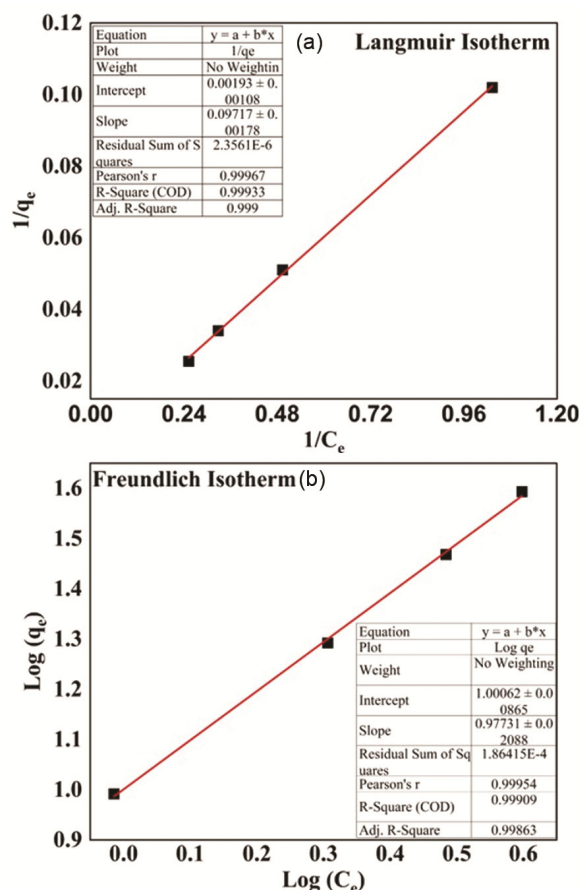 (a) Langmuir Isotherm
Equation y = a + b*x
Plot 1/qe
Weight No Weightin
Intercept 0.00193 ± 0.
00108
Slope 0.09717 ± 0.
00178
Residual Sum of S 2.3561E-6
quares
Pearson's r 0.99967
R-Square (COD) 0.99933
Adj. R-Square 0.999
1/qe
0.10
0.08
0.06
0.04
0.02
0.00 0.24 0.48 0.72 0.96 1.20
1/Ce
Freundlich Isotherm (b)
Log (qe)
1.6
1.5
1.4
1.3
1.2
1.1
1.0
0.9
Equation y = a + b*x
Plot Log qe
Weight No Weighting
Intercept 1.00062 ± 0.0
0865
Slope 0.97731 ± 0.0
2088
Residual Sum of Sq 1.86415E-4
uares
Pearson's r 0.99954
R-Square (COD) 0.99909
Adj. R-Square 0.99863
0.0 0.1 0.2 0.3 0.4 0.5 0.6
Log (Ce)